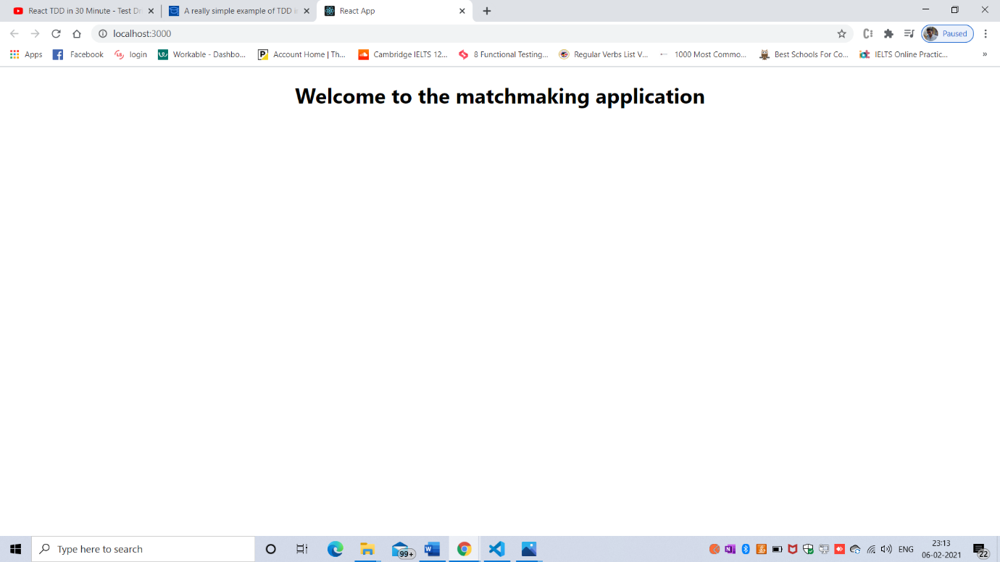 React TDD in 30 Minute - Test Dr
A really simple example of TDD i
React App
localhost:3000
Paused
Apps
Facebook
login
Workable - Dashbo...
Account Home | Th...
Cambridge IELTS 12...
8 Functional Testing...
Regular Verbs List V...
1000 Most Commo...
Best Schools For Co...
IELTS Online Practic...
»
Welcome to the matchmaking application
Type here to search
99+
ENG
23:13
06-02-2021
22